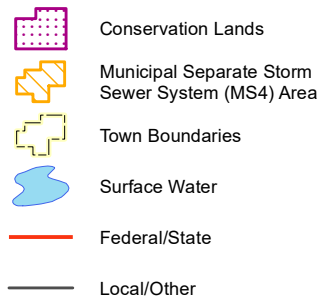 Conservation Lands
Municipal Separate Storm
Sewer System (MS4) Area
Town Boundaries
Surface Water
Federal/State
Local/Other